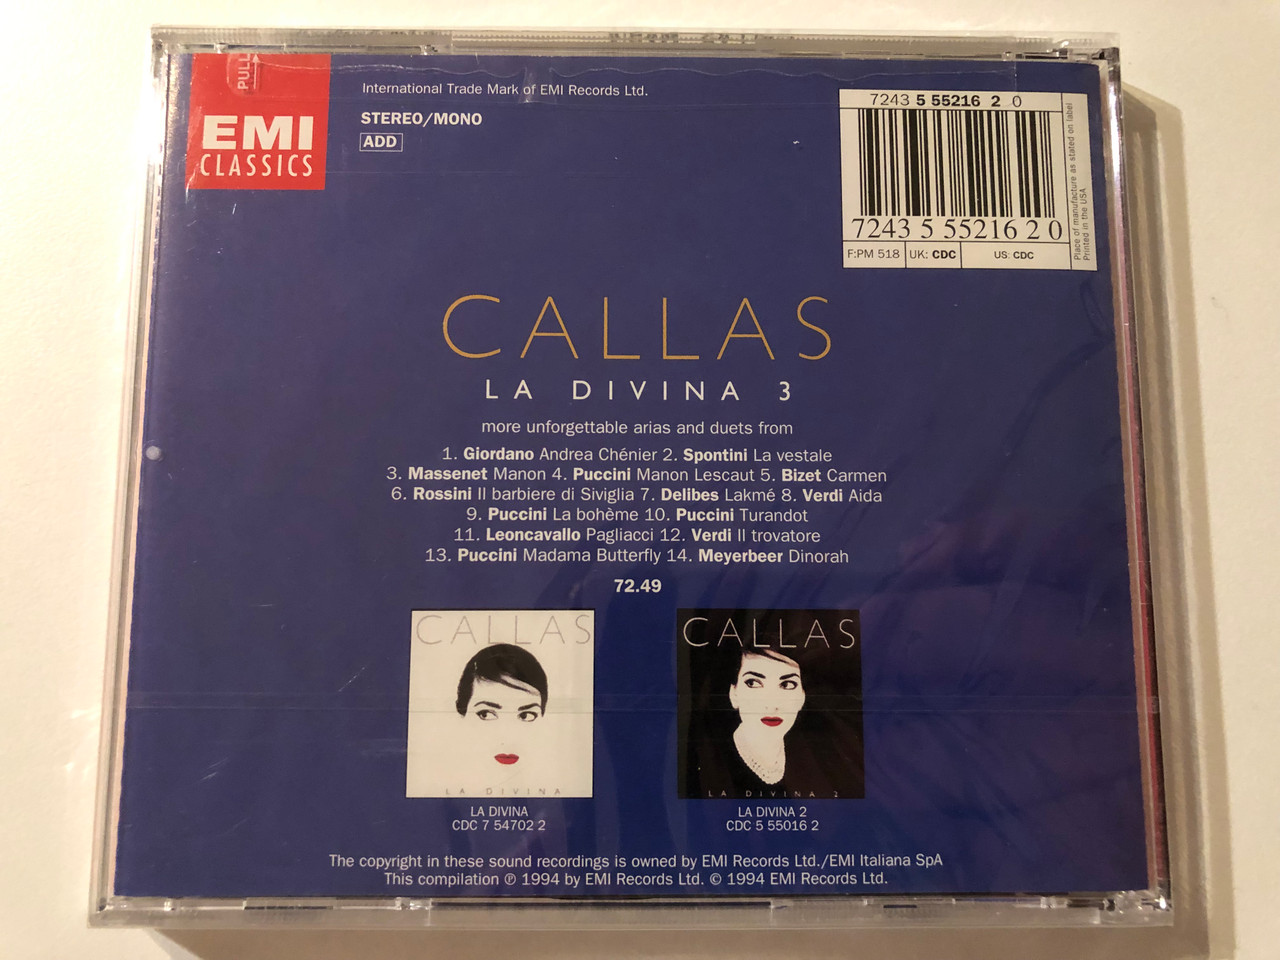 PULL
EMI
CLASSICS
International Trade Mark of EMI Records Ltd.
STEREO/MONO
ADD
7243 5 55216 2 0
7243 5 55216 2 0
F:PM 518 UK: CDC US: CDC
Place of manufacture as stated on label
Printed in the USA
CALLAS
LA DIVINA 3
more unforgettable arias and duets from
1. Giordano Andrea Chénier 2. Spontini La vestale
3. Massenet Manon 4. Puccini Manon Lescaut 5. Bizet Carmen
6. Rossini Il barbiere di Siviglia 7. Delibes Lakmé 8. Verdi Aida
9. Puccini La bohème 10. Puccini Turandot
11. Leoncavallo Pagliacci 12. Verdi Il trovatore
13. Puccini Madama Butterfly 14. Meyerbeer Dinorah
72.49
CALLAS
LA DIVINA
LA DIVINA
CDC 7 54702 2
CALLAS
LA DIVINA 2
LA DIVINA 2
CDC 5 55016 2
The copyright in these sound recordings is owned by EMI Records Ltd./EMI Italiana SpA
This compilation ℗ 1994 by EMI Records Ltd. © 1994 EMI Records Ltd.